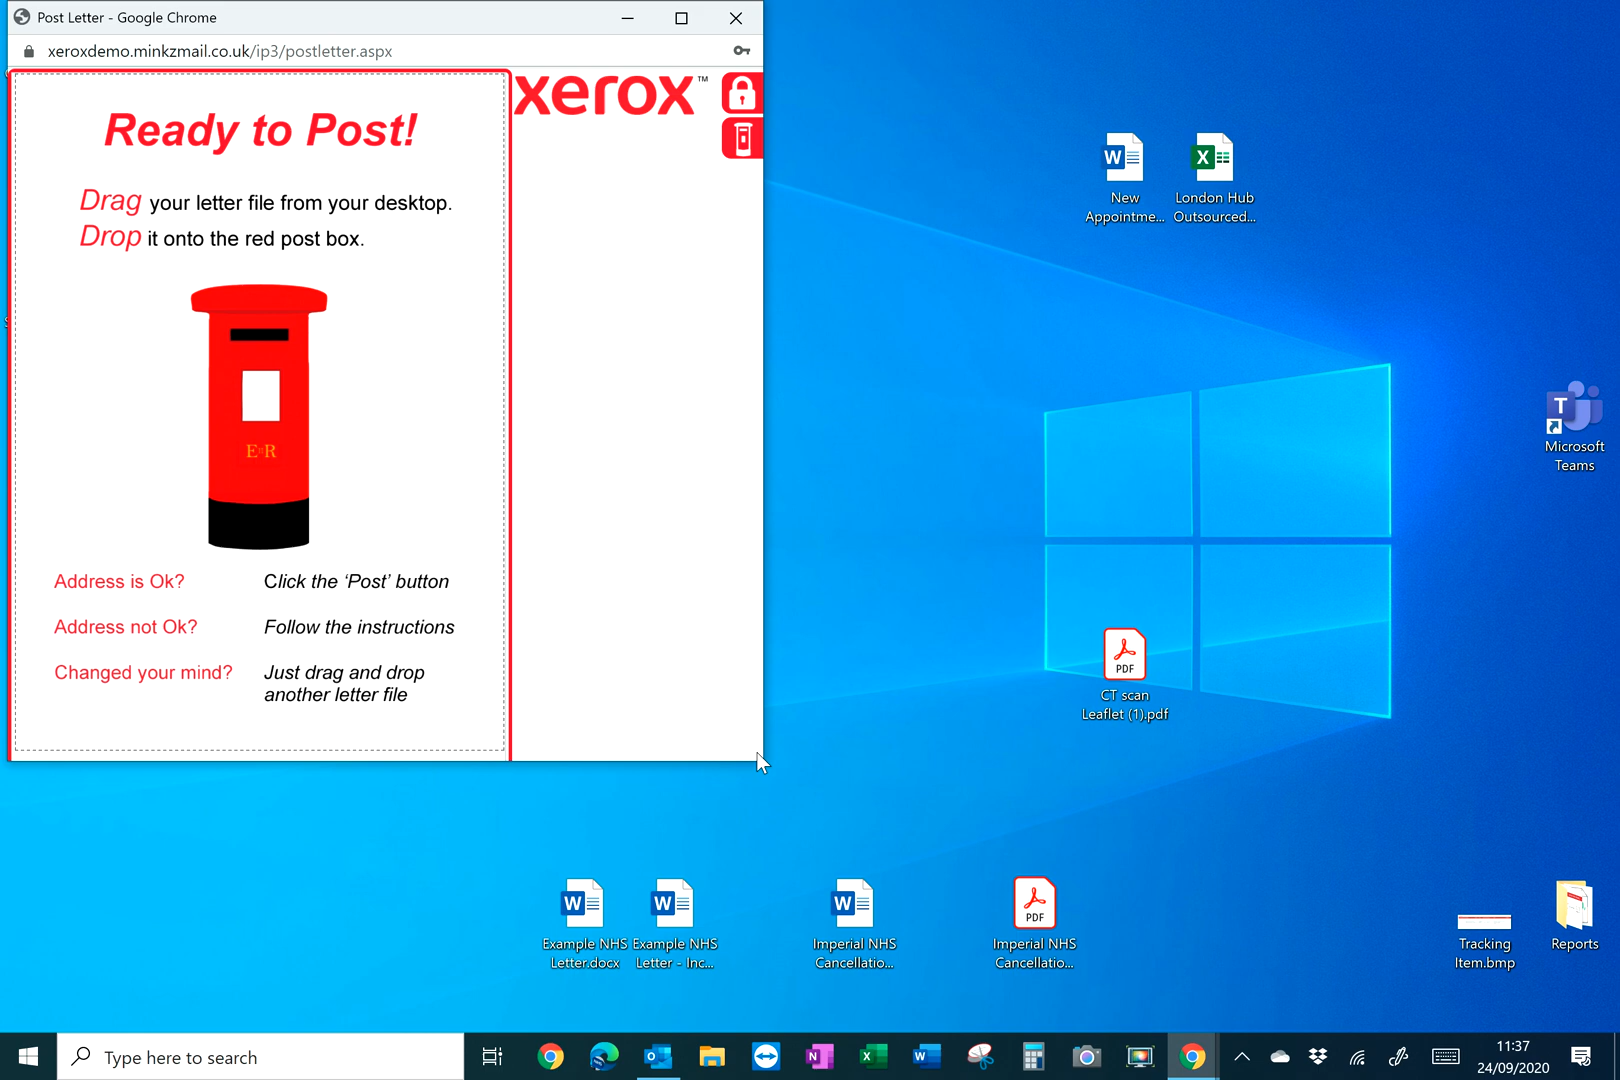 Post Letter - Google Chrome
xeroxdemo.minkzmail.co.uk/ip3/postletter.aspx
xerox™
Ready to Post!
Drag your letter file from your desktop.
Drop it onto the red post box.
E R
Address is Ok? Click the ‘Post’ button
Address not Ok? Follow the instructions
Changed your mind? Just drag and drop
another letter file
New
Appointme...
London Hub
Outsourced...
Microsoft
Teams
PDF
CT scan
Leaflet (1).pdf
Example NHS
Letter.docx
Example NHS
Letter - Inc...
Imperial NHS
Cancellatio...
PDF
Imperial NHS
Cancellatio...
Tracking
Item.bmp
Reports
Type here to search
11:37
24/09/2020